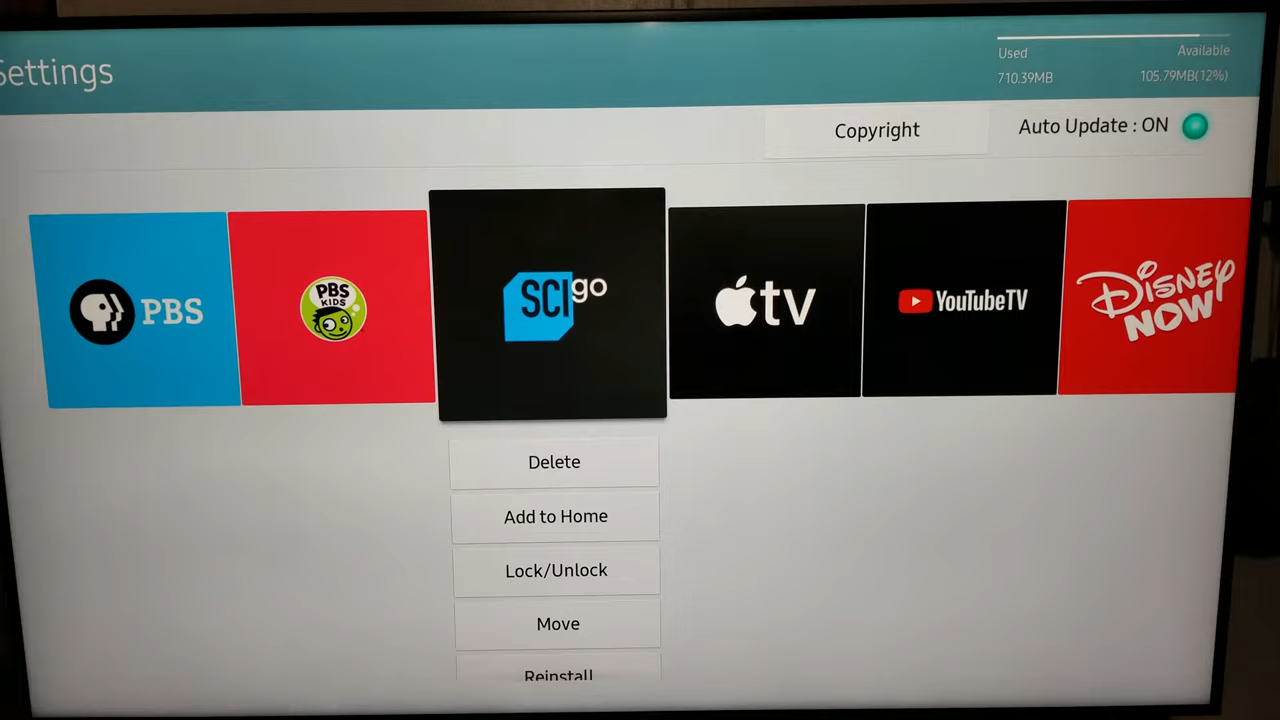 Settings
Used Available
710.39MB 105.79MB(12%)
Copyright Auto Update : ON
PBS
PBS
KIDS
SCI go
tv
YouTubeTV
DISNEY
NOW
Delete
Add to Home
Lock/Unlock
Move
Reinstall